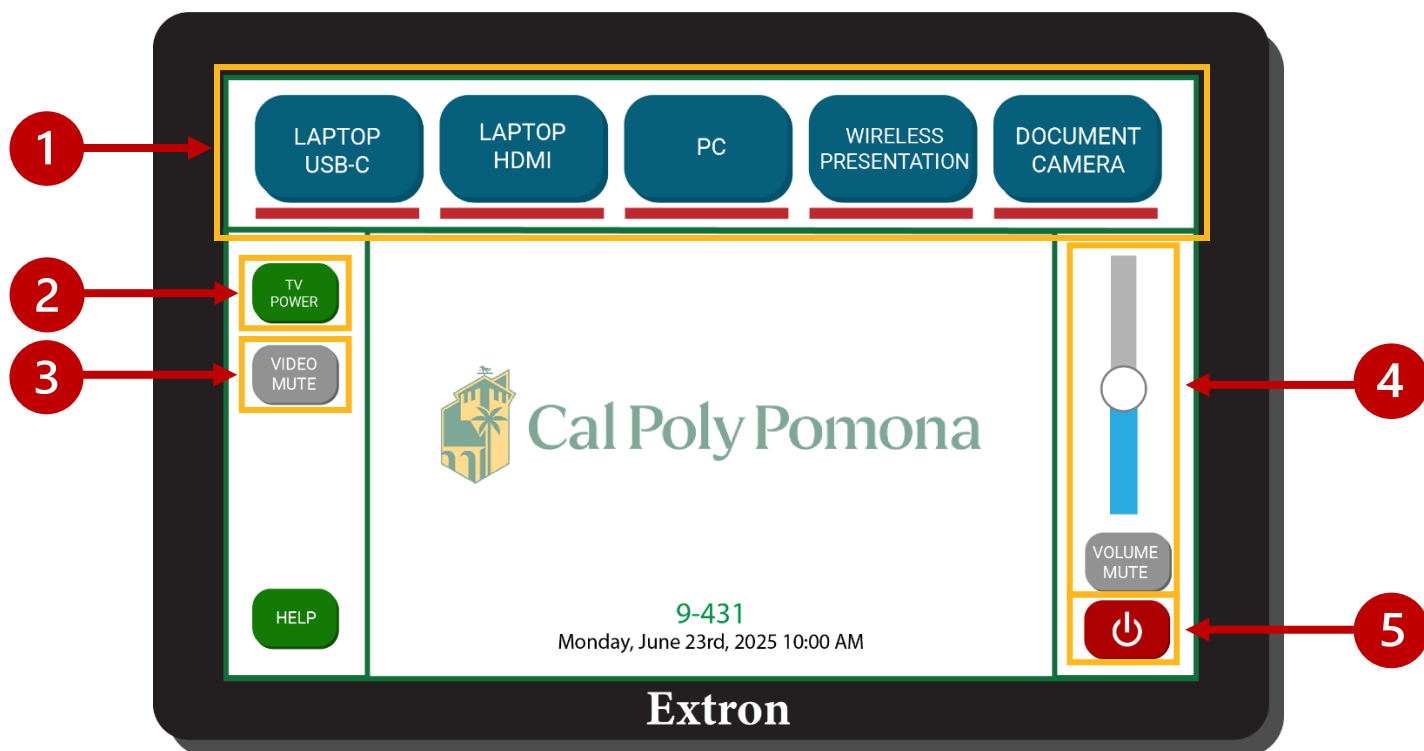 LAPTOP
USB-C
LAPTOP
HDMI
PC
WIRELESS
PRESENTATION
DOCUMENT
CAMERA
1
2
TV
POWER
3
VIDEO
MUTE
Cal Poly Pomona
4
VOLUME
MUTE
HELP
9-431
Monday, June 23rd, 2025 10:00 AM
5
Extron